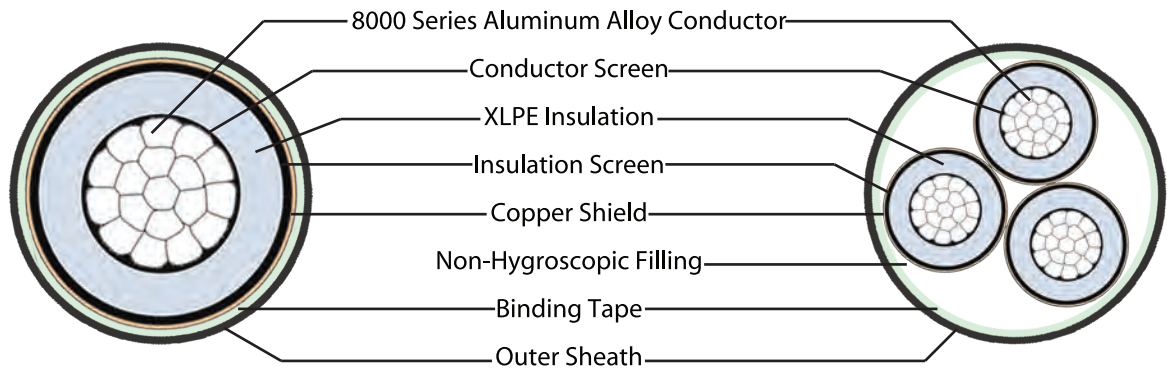 8000 Series Aluminum Alloy Conductor
Conductor Screen
XLPE Insulation
Insulation Screen
Copper Shield
Non-Hygroscopic Filling
Binding Tape
Outer Sheath